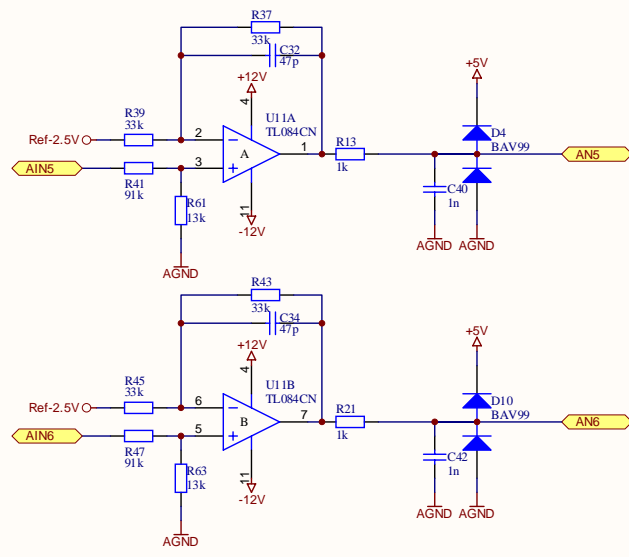 R37
33k
C32
47p
+12V
4
U11A
TL084CN
R39
33k
Ref-2.5V
2
A
1
R13
1k
AIN5
3
R41
91k
R61
13k
11
-12V
AGND
+5V
D4
BAV99
AN5
C40
1n
AGND
AGND
R43
33k
C34
47p
+12V
4
U11B
TL084CN
R45
33k
Ref-2.5V
6
B
7
R21
1k
AIN6
5
R47
91k
R63
13k
11
-12V
AGND
+5V
D10
BAV99
AN6
C42
1n
AGND
AGND